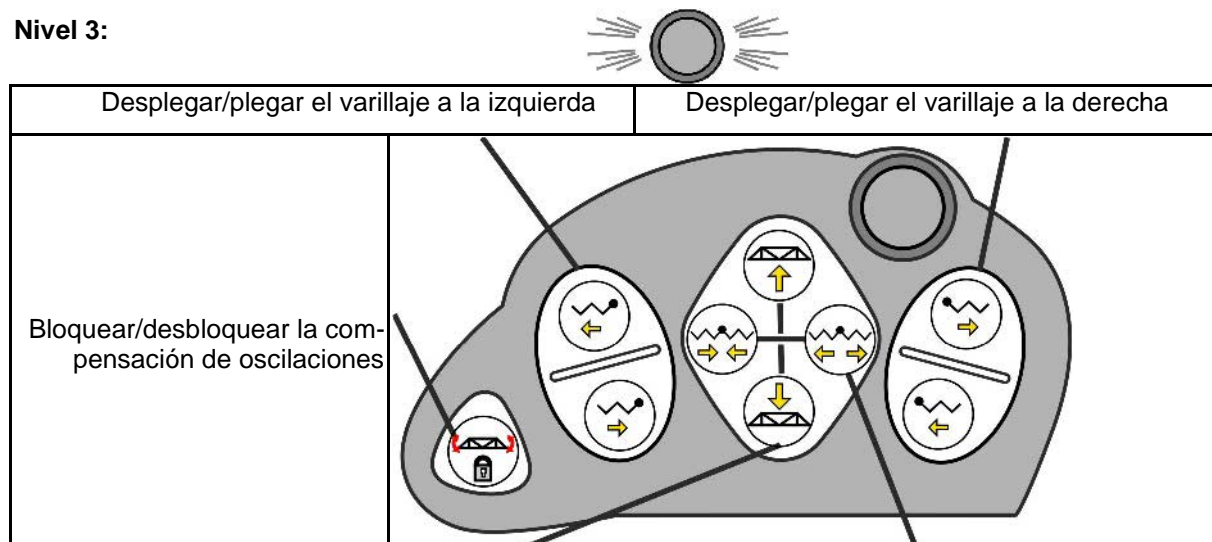 Nivel 3:
Desplegar/plegar el varillaje a la izquierda
Desplegar/plegar el varillaje a la derecha
Bloquear/desbloquear la com-
pensación de oscilaciones